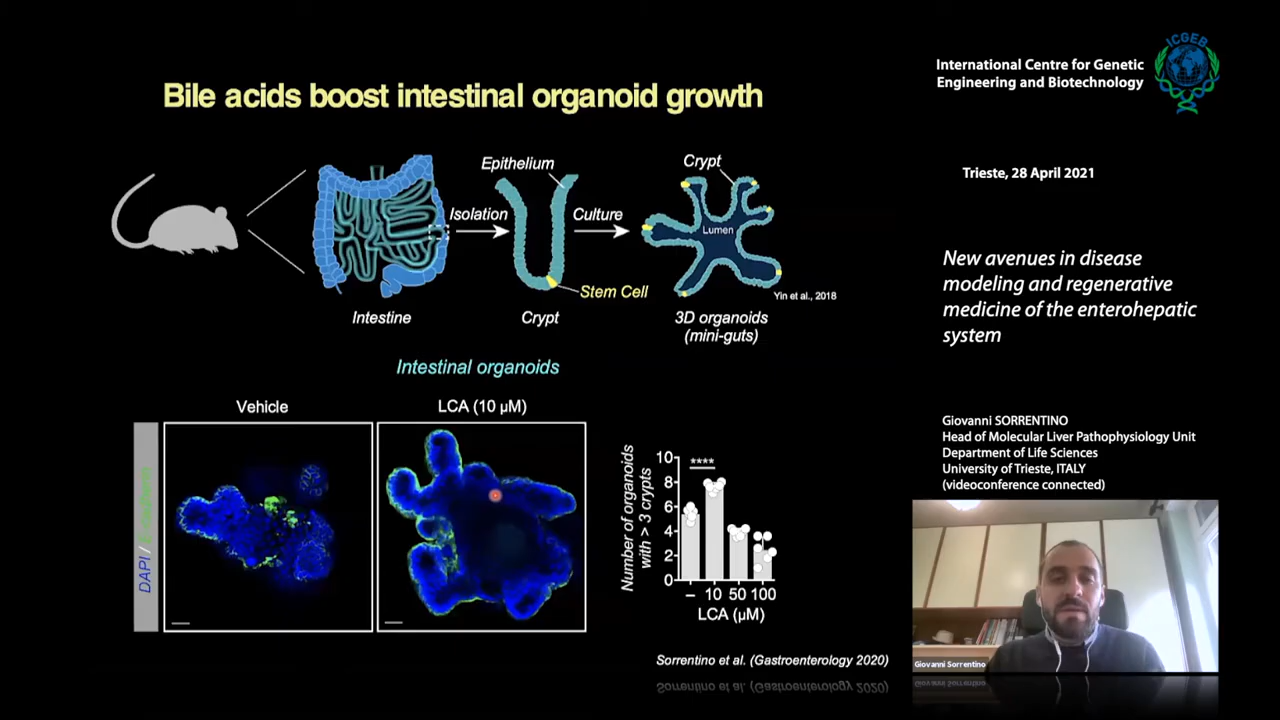 Bile acids boost intestinal organoid growth
Epithelium
Isolation
Culture
Crypt
Lumen
Stem Cell
Yin et al., 2018
Intestine
Crypt
3D organoids
(mini-guts)
Intestinal organoids
Vehicle
LCA (10 µM)
DAPI / E-cadherin
Number of organoids
with > 3 crypts
10
8
6
4
2
0
****
– 10 50 100
LCA (µM)
Sorrentino et al. (Gastroenterology 2020)
International Centre for Genetic
Engineering and Biotechnology
ICGEB
Trieste, 28 April 2021
New avenues in disease
modeling and regenerative
medicine of the enterohepatic
system
Giovanni SORRENTINO
Head of Molecular Liver Pathophysiology Unit
Department of Life Sciences
University of Trieste, ITALY
(videoconference connected)
Giovanni Sorrentino